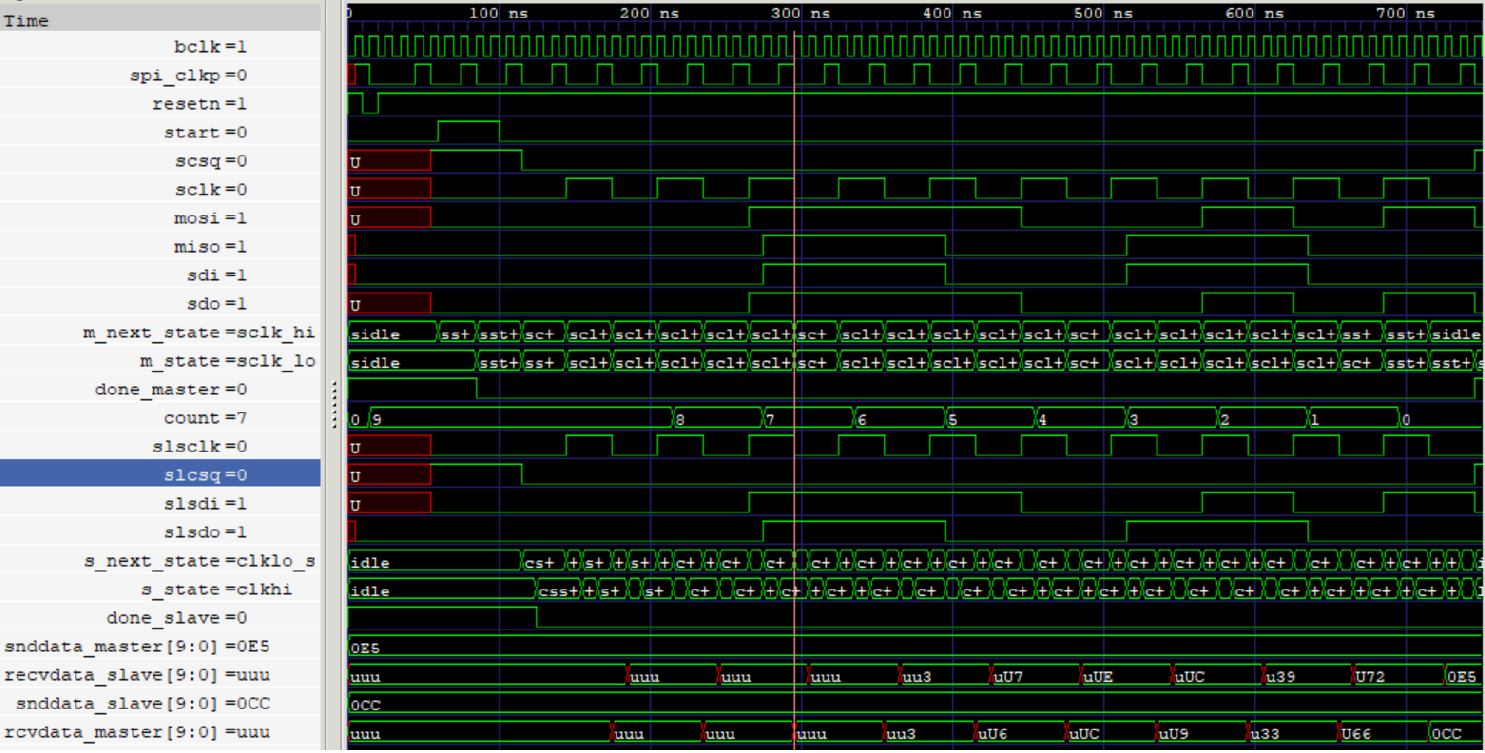 Time 0 100 ns 200 ns 300 ns 400 ns 500 ns 600 ns 700 ns
bclk =1
spi_clkp =0
resetn =1
start =0
scsq =0 U
sclk =0 U
mosi =1 U
miso =1
sdi =1
sdo =1 U
m_next_state =sclk_hi sidle ss+ sst+ sc+ scl+ scl+ scl+ scl+ scl+ sc+ scl+ scl+ scl+ scl+ scl+ sc+ scl+ scl+ scl+ scl+ scl+ ss+ sst+ sidle
m_state =sclk_lo sidle sst+ ss+ scl+ scl+ scl+ scl+ scl+ sc+ scl+ scl+ scl+ scl+ scl+ scl+ scl+ scl+ scl+ scl+ scl+ sc+ sst+ sst+ s
done_master =0
count =7 0 9 8 7 6 5 4 3 2 1 0
slsclk =0 U
slcsq =0 U
slsdi =1 U
slsdo =1
s_next_state =clklo_s idle cs+ + s+ + s+ + c+ + c+ c+ c+ + c+ + c+ + c+ c+ + c+ + c+ + c+ + c+ c+ + c+ + c+ + + i
s_state =clkhi idle css+ + s+ s+ c+ + c+ + c+ + c+ + c+ c+ + c+ c+ + c+ + c+ c+ + c+ c+ + c+ + c+ + c+ + 1
done_slave =0
snddata_master[9:0] =0E5 0E5
recvdata_slave[9:0] =uuu uuu uuu uuu uuu uu3 uU7 uUE uUC u39 U72 0E5
snddata_slave[9:0] =0CC 0CC
rcvdata_master[9:0] =uuu uuu uuu uuu uuu uu3 uU6 uUC uU9 u33 U66 0CC